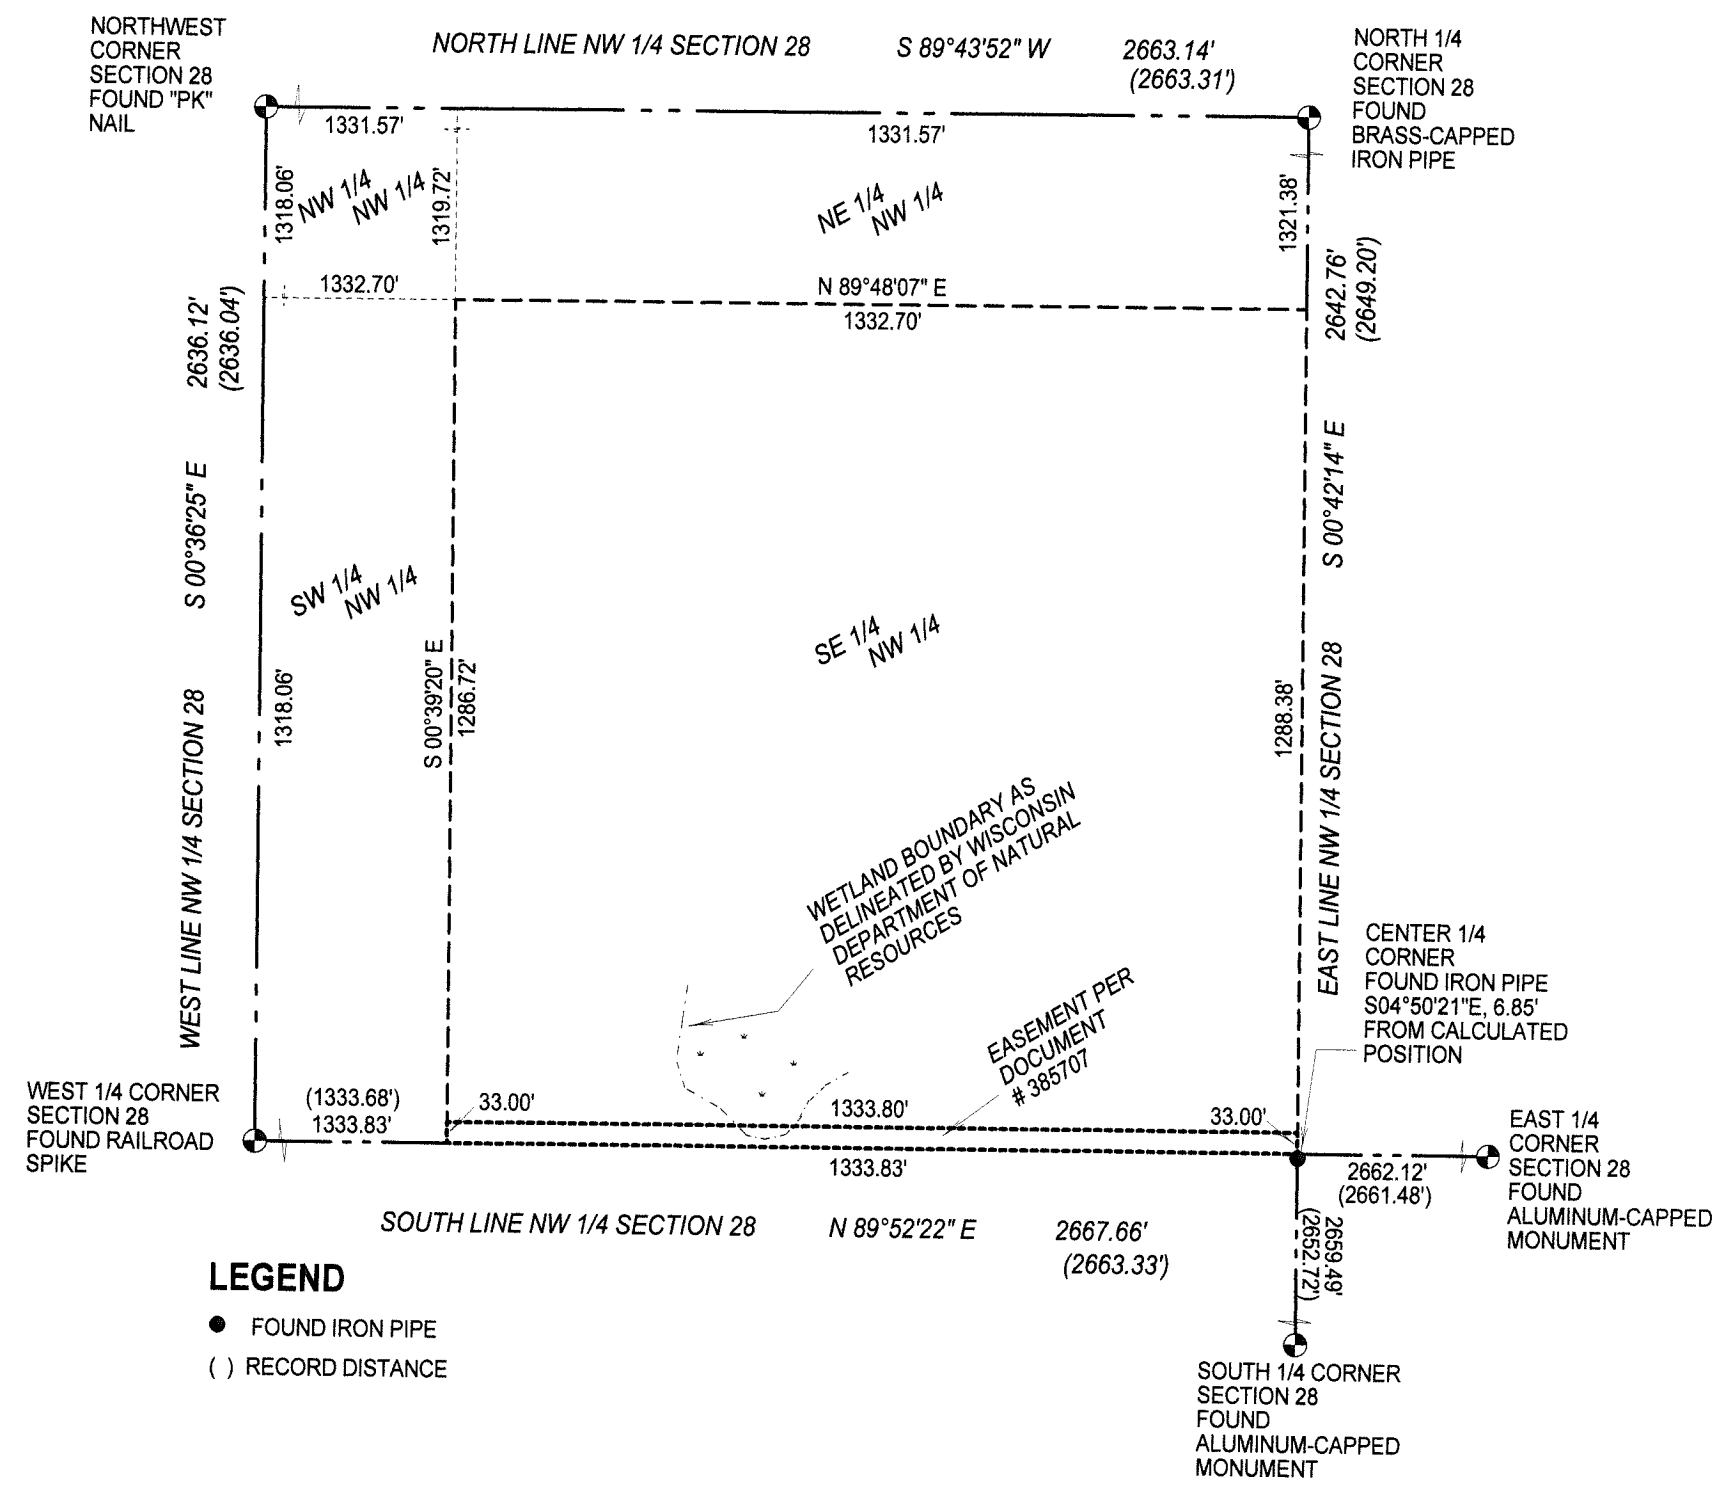 NORTHWEST
CORNER
SECTION 28
FOUND "PK"
NAIL
NORTH LINE NW 1/4 SECTION 28 S 89°43'52" W 2663.14'
(2663.31')
NORTH 1/4
CORNER
SECTION 28
FOUND
BRASS-CAPPED
IRON PIPE
1331.57'
1331.57'
1318.06'
NW 1/4
NW 1/4
1319.72'
NE 1/4
NW 1/4
1321.38'
1332.70'
N 89°48'07" E
1332.70'
2636.12'
(2636.04')
2642.76'
(2649.20')
S 00°36'25" E
S 00°42'14" E
SW 1/4
NW 1/4
SE 1/4
NW 1/4
1318.06'
S 00°39'20" E
1286.72'
1288.38'
WEST LINE NW 1/4 SECTION 28
EAST LINE NW 1/4 SECTION 28
WETLAND BOUNDARY AS
DELINEATED BY WISCONSIN
DEPARTMENT OF NATURAL
RESOURCES
EASEMENT PER
DOCUMENT
# 385707
CENTER 1/4
CORNER
FOUND IRON PIPE
S04°50'21"E, 6.85'
FROM CALCULATED
POSITION
WEST 1/4 CORNER
SECTION 28
FOUND RAILROAD
SPIKE
(1333.68')
1333.83'
33.00'
1333.80'
33.00'
1333.83'
EAST 1/4
CORNER
SECTION 28
FOUND
ALUMINUM-CAPPED
MONUMENT
2662.12'
(2661.48')
2659.49'
(2652.72')
SOUTH LINE NW 1/4 SECTION 28 N 89°52'22" E 2667.66'
(2663.33')
LEGEND
FOUND IRON PIPE
( ) RECORD DISTANCE
SOUTH 1/4 CORNER
SECTION 28
FOUND
ALUMINUM-CAPPED
MONUMENT